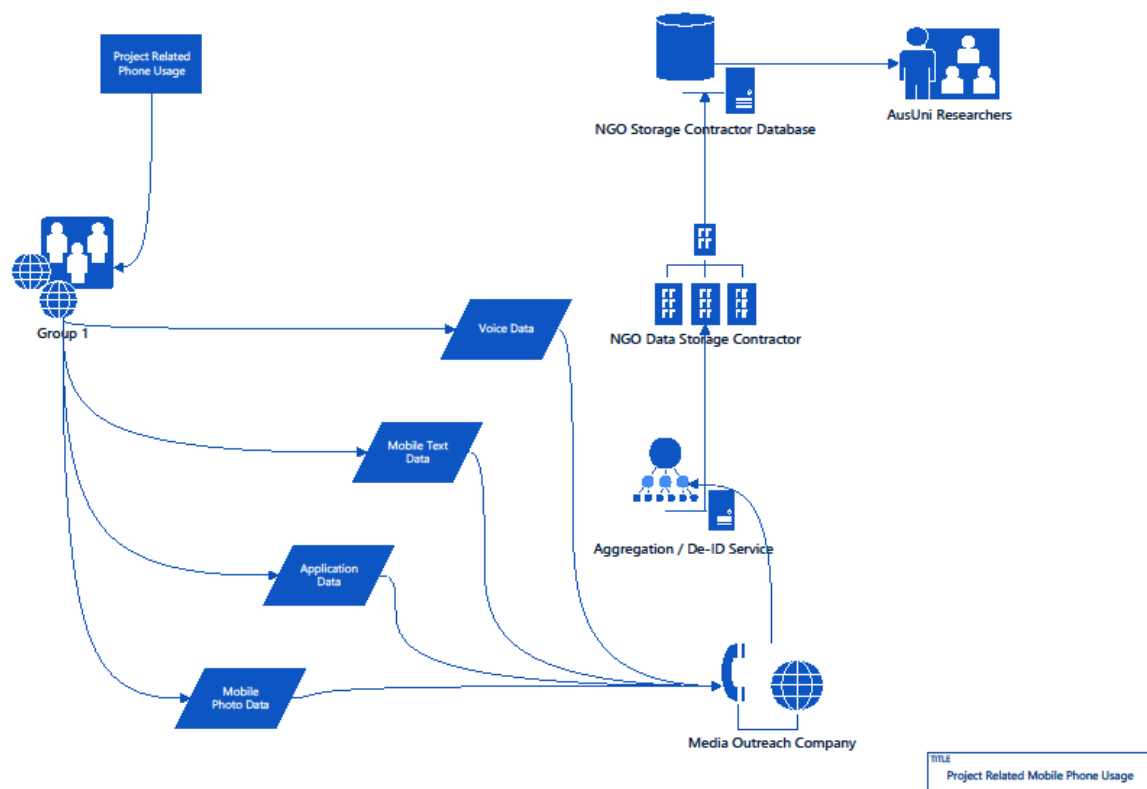 Project Related
Phone Usage
NGO Storage Contractor Database
AusUni Researchers
Group 1
Voice Data
NGO Data Storage Contractor
Mobile Text
Data
Aggregation / De-ID Service
Application
Data
Mobile
Photo Data
Media Outreach Company
TITLE
Project Related Mobile Phone Usage